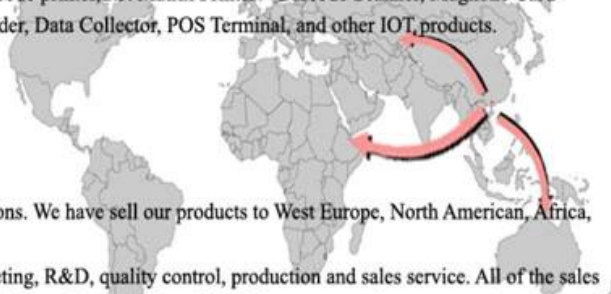 der, Data Collector, POS Terminal, and other IOT products.
ons. We have sell our products to West Europe, North American, Africa,
eting, R&D, quality control, production and sales service. All of the sales